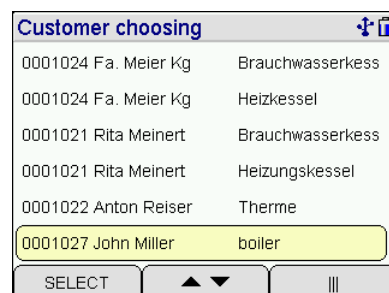 Customer choosing
0001024 Fa. Meier Kg Brauchwasserkess
0001024 Fa. Meier Kg Heizkessel
0001021 Rita Meinert Brauchwasserkess
0001021 Rita Meinert Heizungskessel
0001022 Anton Reiser Therme
0001027 John Miller boiler
SELECT